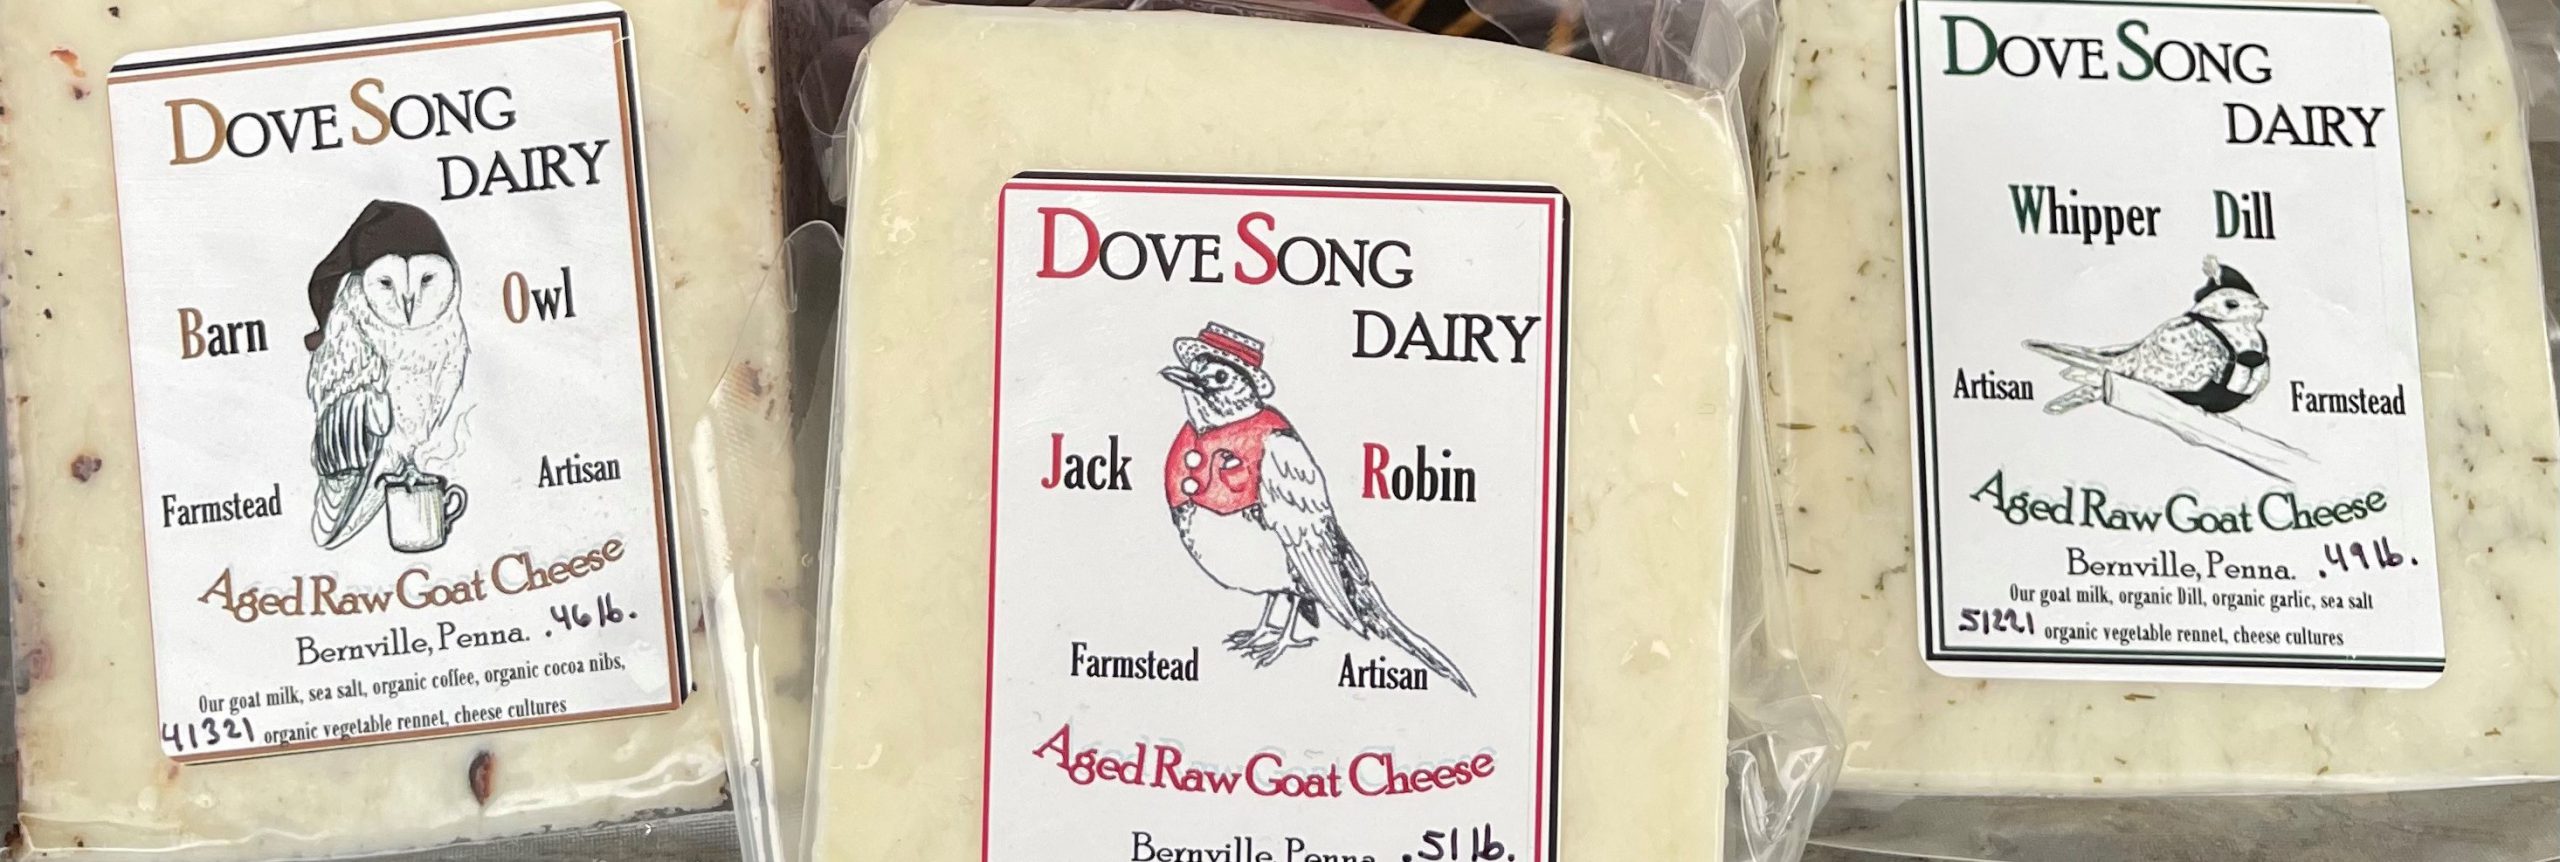 DOVE SONG
DAIRY
Barn Owl
Farmstead Artisan
Aged Raw Goat Cheese
Bernville, Penna. .46 lb.
Our goat milk, sea salt, organic coffee, organic cocoa nibs,
41321 organic vegetable rennet, cheese cultures
DOVE SONG
DAIRY
Jack Robin
Farmstead Artisan
Aged Raw Goat Cheese
Bernville, Penna. .51 lb.
DOVE SONG
DAIRY
Whipper Dill
Artisan Farmstead
Aged Raw Goat Cheese
Bernville, Penna. .49 lb.
Our goat milk, organic Dill, organic garlic, sea salt
51221 organic vegetable rennet, cheese cultures